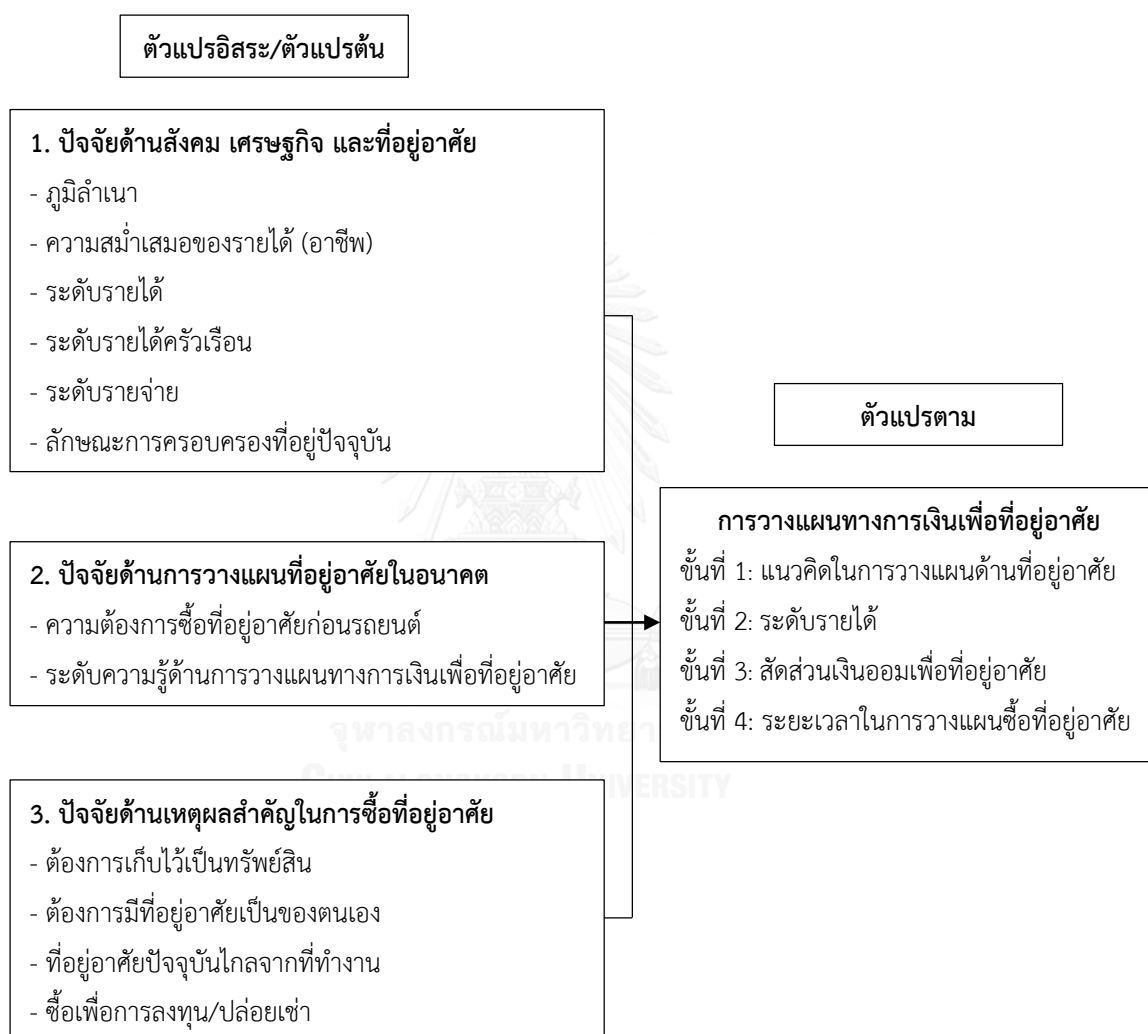 ตัวแปรอิสระ/ตัวแปรต้น
1. ปัจจัยด้านสังคม เศรษฐกิจ และที่อยู่อาศัย
- ภูมิลำเนา
- ความสม่ำเสมอของรายได้ (อาชีพ)
- ระดับรายได้
- ระดับรายได้ครัวเรือน
- ระดับรายจ่าย
- ลักษณะการครอบครองที่อยู่ปัจจุบัน
2. ปัจจัยด้านการวางแผนที่อยู่อาศัยในอนาคต
- ความต้องการซื้อที่อยู่อาศัยก่อนรถยนต์
- ระดับความรู้ด้านการวางแผนทางการเงินเพื่อที่อยู่อาศัย
3. ปัจจัยด้านเหตุผลสำคัญในการซื้อที่อยู่อาศัย
- ต้องการเก็บไว้เป็นทรัพย์สิน
- ต้องการมีที่อยู่อาศัยเป็นของตนเอง
- ที่อยู่อาศัยปัจจุบันไกลจากที่ทำงาน
- ซื้อเพื่อการลงทุน/ปล่อยเช่า
ตัวแปรตาม
การวางแผนทางการเงินเพื่อที่อยู่อาศัย
ขั้นที่ 1: แนวคิดในการวางแผนด้านที่อยู่อาศัย
ขั้นที่ 2: ระดับรายได้
ขั้นที่ 3: สัดส่วนเงินออมเพื่อที่อยู่อาศัย
ขั้นที่ 4: ระยะเวลาในการวางแผนซื้อที่อยู่อาศัย